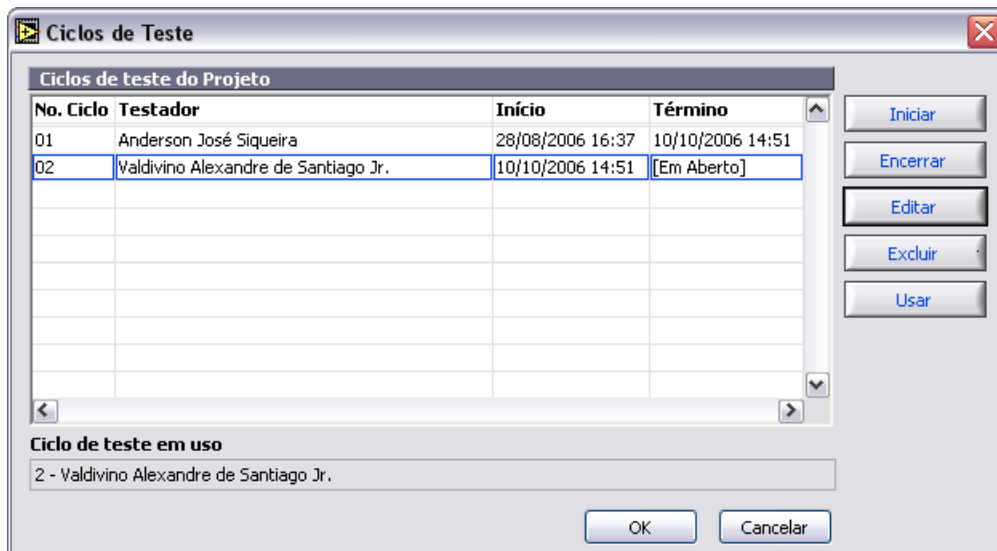 Ciclos de Teste
Ciclos de teste do Projeto
No. Ciclo Testador Início Término
01 Anderson José Siqueira 28/08/2006 16:37 10/10/2006 14:51
02 Valdivino Alexandre de Santiago Jr. 10/10/2006 14:51 [Em Aberto]
Iniciar
Encerrar
Editar
Excluir
Usar
Ciclo de teste em uso
2 - Valdivino Alexandre de Santiago Jr.
OK Cancelar